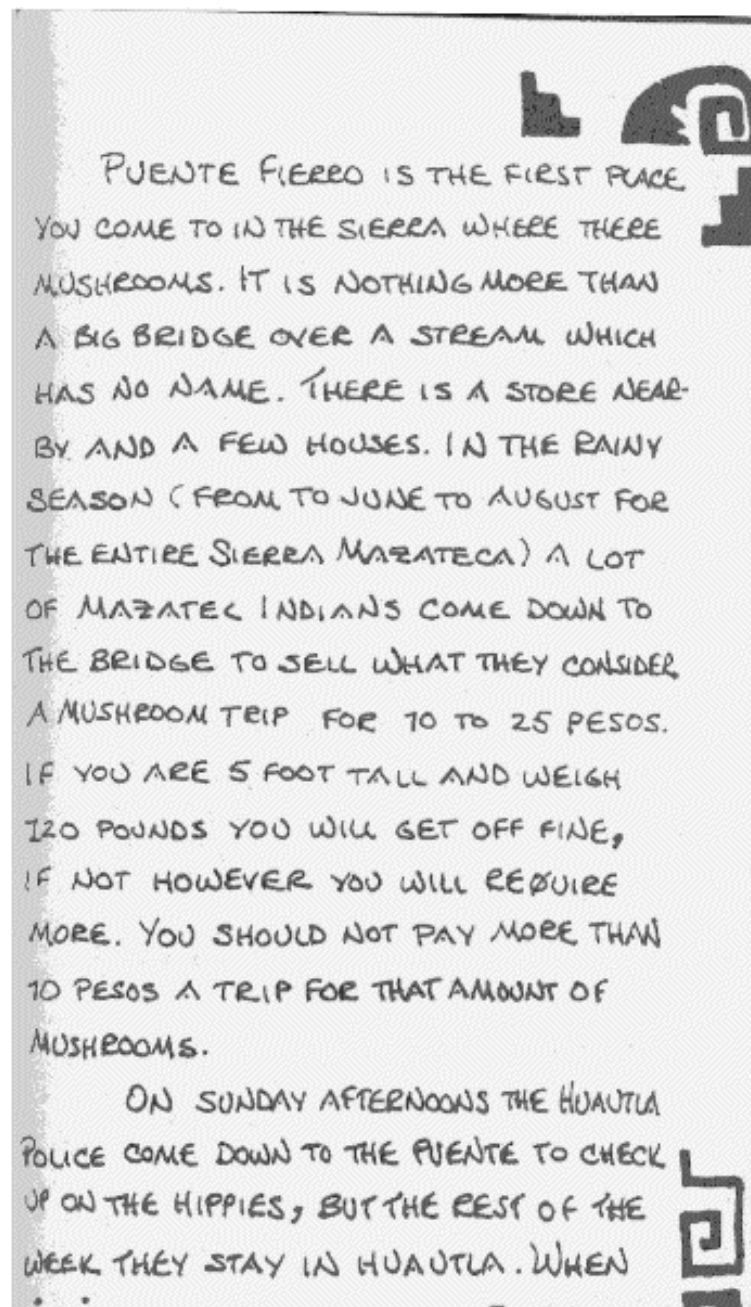 PUENTE FIERRO IS THE FIRST PLACE
YOU COME TO IN THE SIERRA WHERE THERE
MUSHROOMS. IT IS NOTHING MORE THAN
A BIG BRIDGE OVER A STREAM WHICH
HAS NO NAME. THERE IS A STORE NEAR-
BY AND A FEW HOUSES. IN THE RAINY
SEASON (FROM TO JUNE TO AUGUST FOR
THE ENTIRE SIERRA MAZATECA) A LOT
OF MAZATEC INDIANS COME DOWN TO
THE BRIDGE TO SELL WHAT THEY CONSIDER
A MUSHROOM TRIP FOR 10 TO 25 PESOS.
IF YOU ARE 5 FOOT TALL AND WEIGH
120 POUNDS YOU WILL GET OFF FINE,
IF NOT HOWEVER YOU WILL REQUIRE
MORE. YOU SHOULD NOT PAY MORE THAN
10 PESOS A TRIP FOR THAT AMOUNT OF
MUSHROOMS.
ON SUNDAY AFTERNOONS THE HUAUTLA
POLICE COME DOWN TO THE PUENTE TO CHECK
UP ON THE HIPPIES, BUT THE REST OF THE
WEEK THEY STAY IN HUAUTLA. WHEN